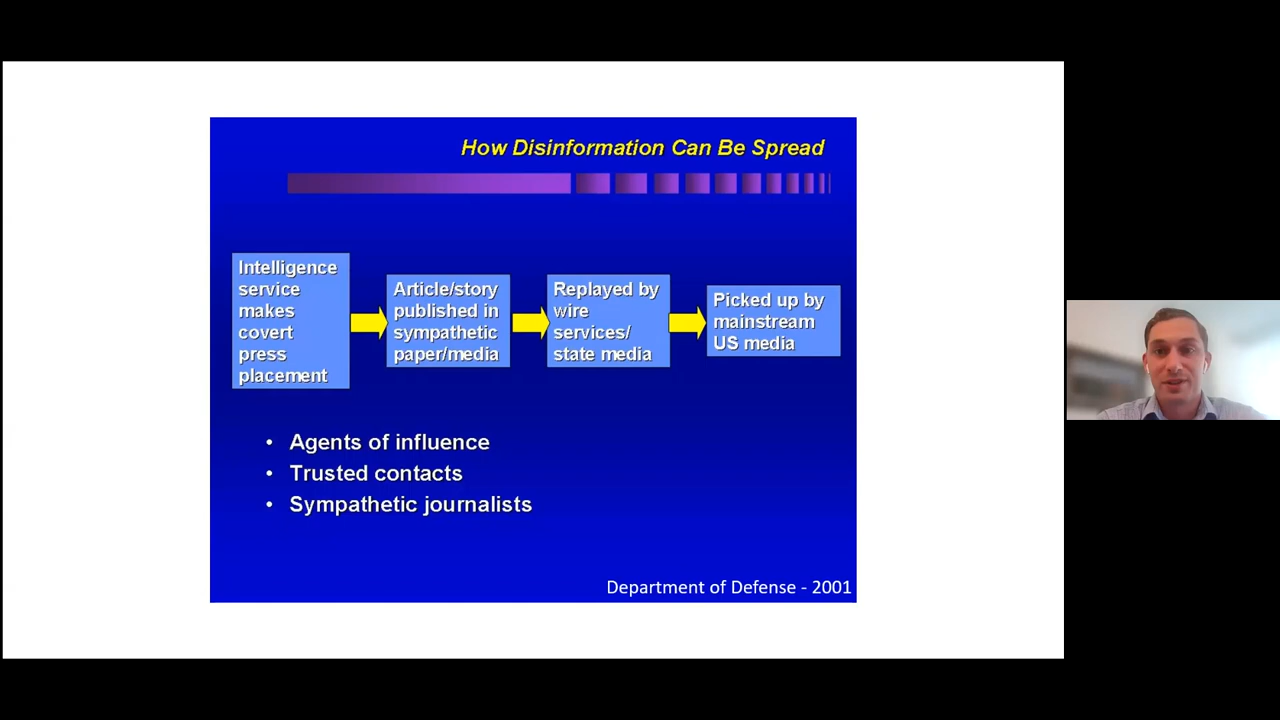 How Disinformation Can Be Spread
Intelligence
service
makes
covert
press
placement
Article/story
published in
sympathetic
paper/media
Replayed by
wire
services/
state media
Picked up by
mainstream
US media
• Agents of influence
• Trusted contacts
• Sympathetic journalists
Department of Defense - 2001